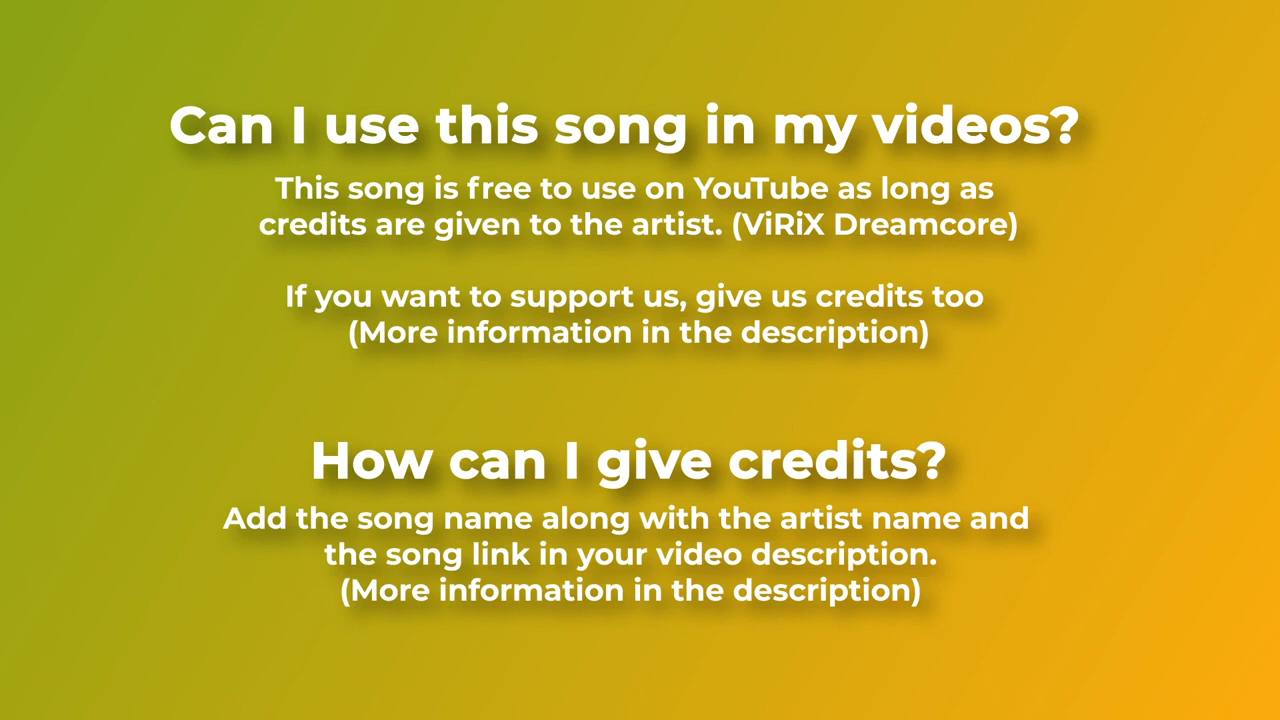 Can I use this song in my videos?
This song is free to use on YouTube as long as
credits are given to the artist. (ViRiX Dreamcore)
If you want to support us, give us credits too
(More information in the description)
How can I give credits?
Add the song name along with the artist name and
the song link in your video description.
(More information in the description)